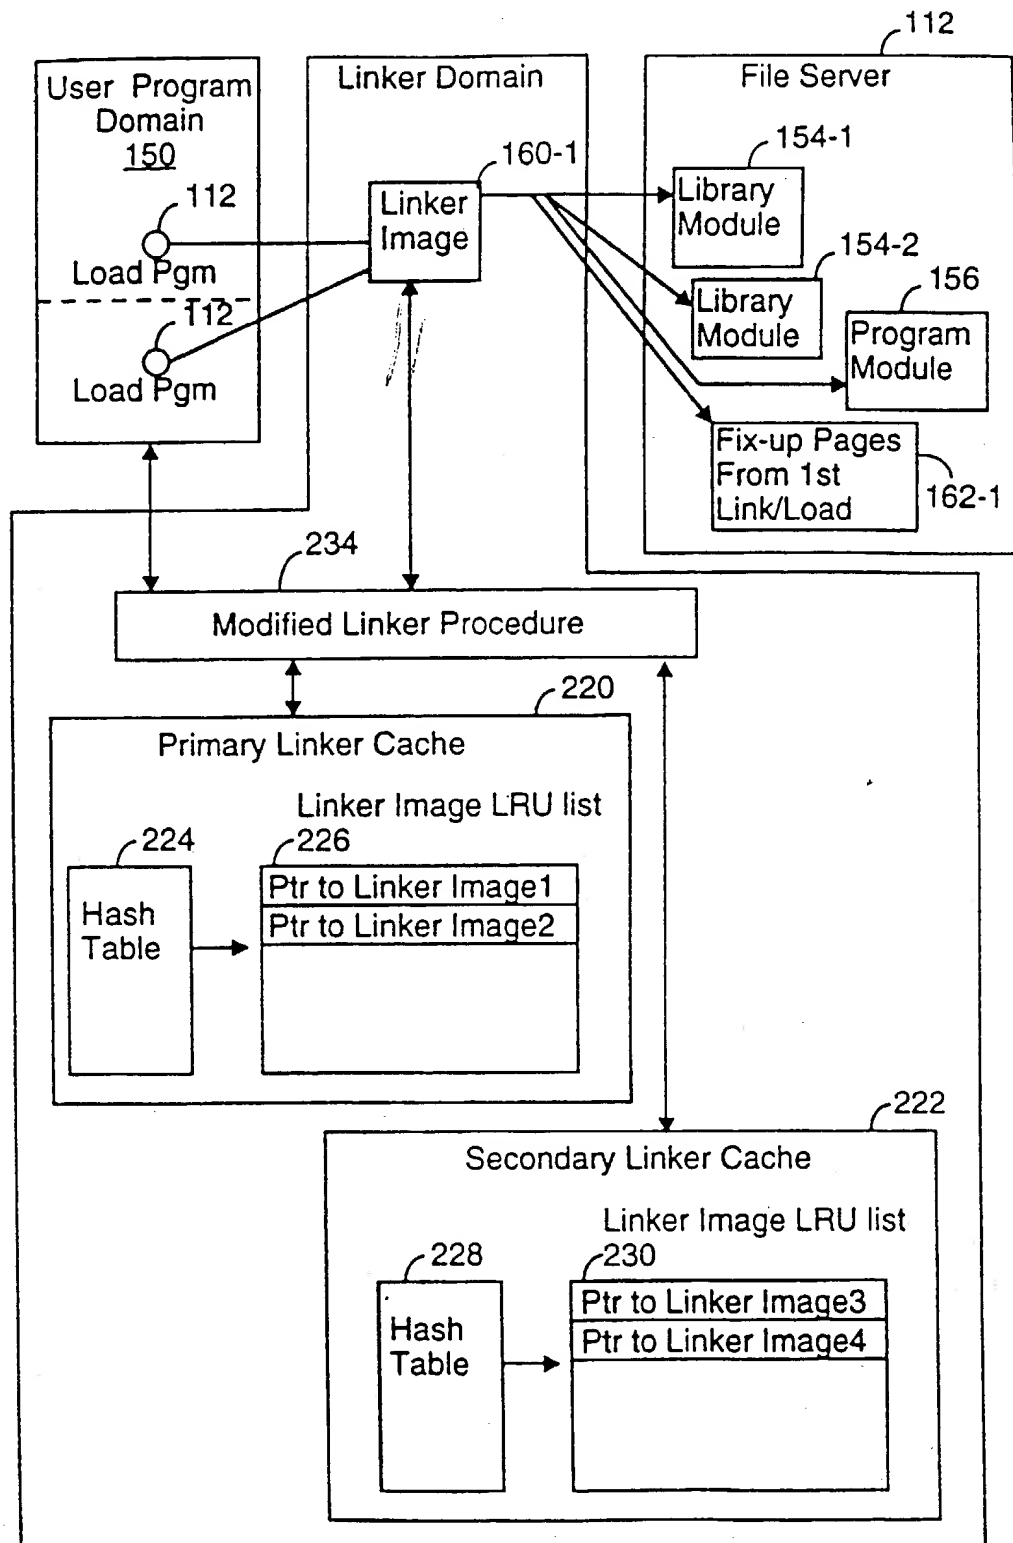 112
User Program
Domain
150
Linker Domain
File Server
160-1
154-1
Linker
Image
Library
Module
112
Load Pgm
154-2
156
Library
Module
Program
Module
112
Load Pgm
Fix-up Pages
From 1st
Link/Load
162-1
234
Modified Linker Procedure
220
Primary Linker Cache
Linker Image LRU list
224
226
Hash
Table
Ptr to Linker Image1
Ptr to Linker Image2
222
Secondary Linker Cache
Linker Image LRU list
228
230
Hash
Table
Ptr to Linker Image3
Ptr to Linker Image4